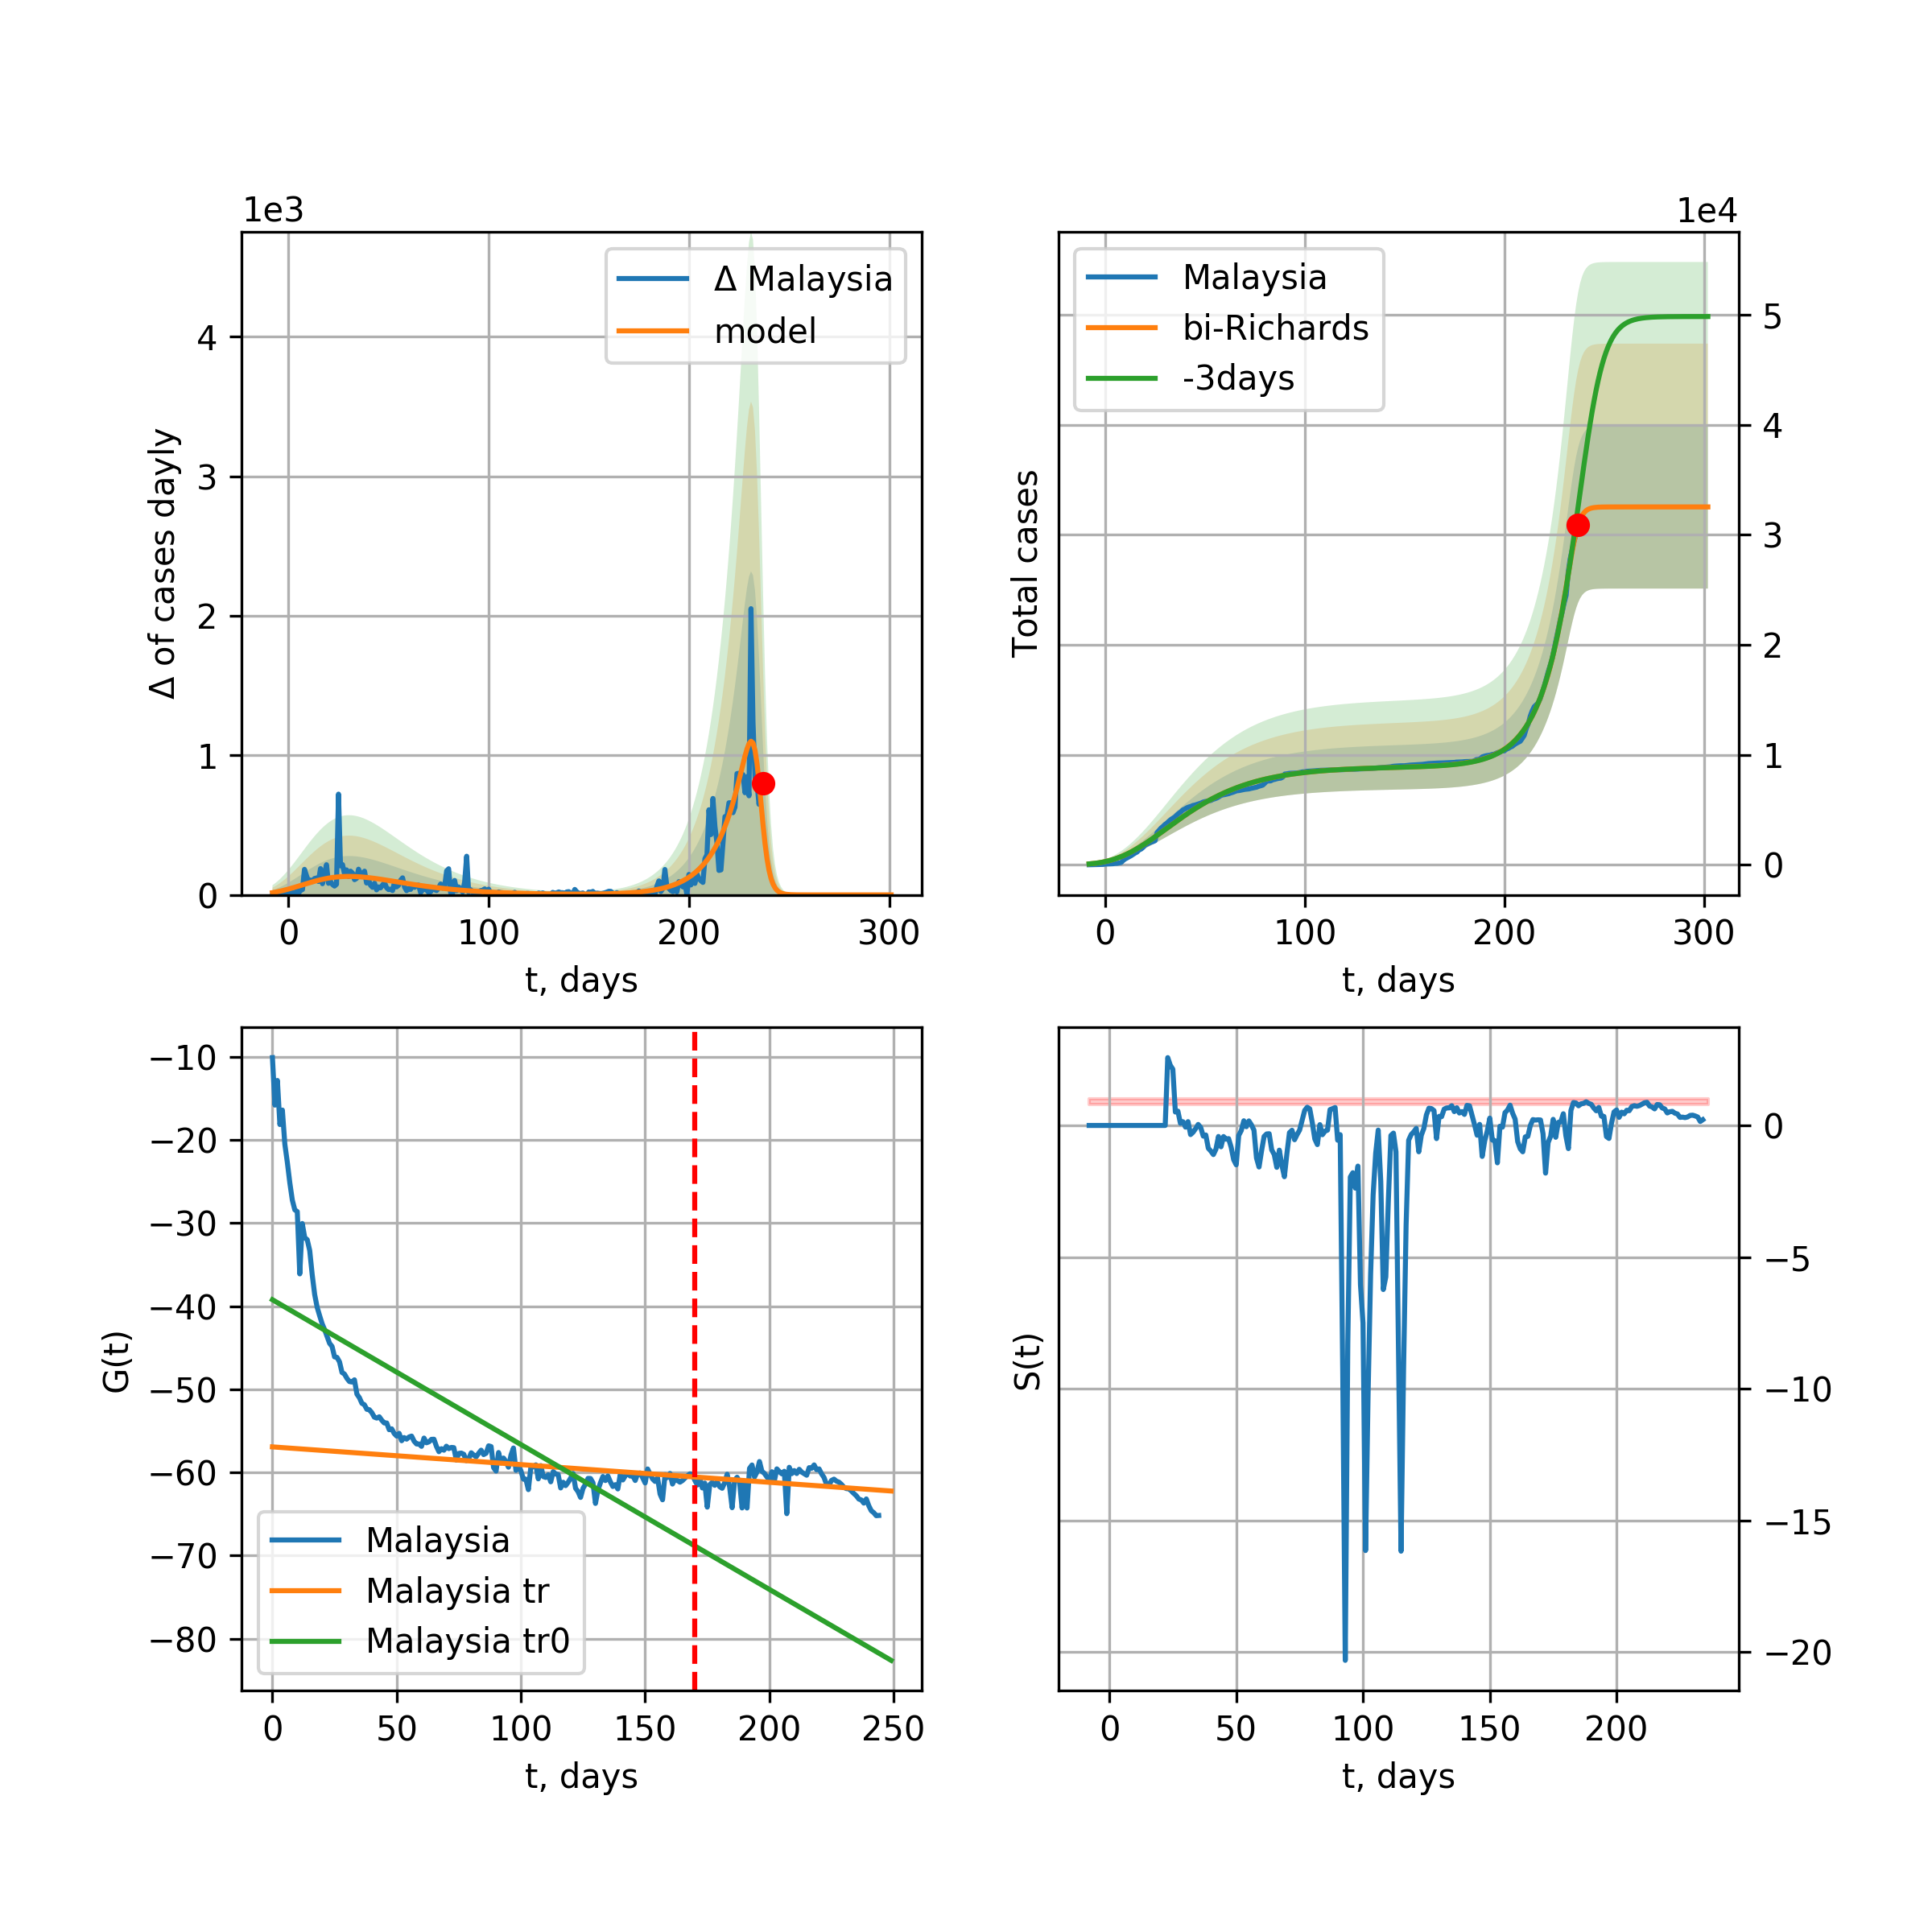 1e3
Δ of cases dayly
4
3
2
1
0
Δ Malaysia
model
0 100 200 300
t, days
1e4
Total cases
Malaysia
bi-Richards
-3days
5
4
3
2
1
0
0 100 200 300
t, days
G(t)
−10
−20
−30
−40
−50
−60
−70
−80
Malaysia
Malaysia tr
Malaysia tr0
0 50 100 150 200 250
t, days
S(t)
0
−5
−10
−15
−20
0 50 100 150 200
t, days